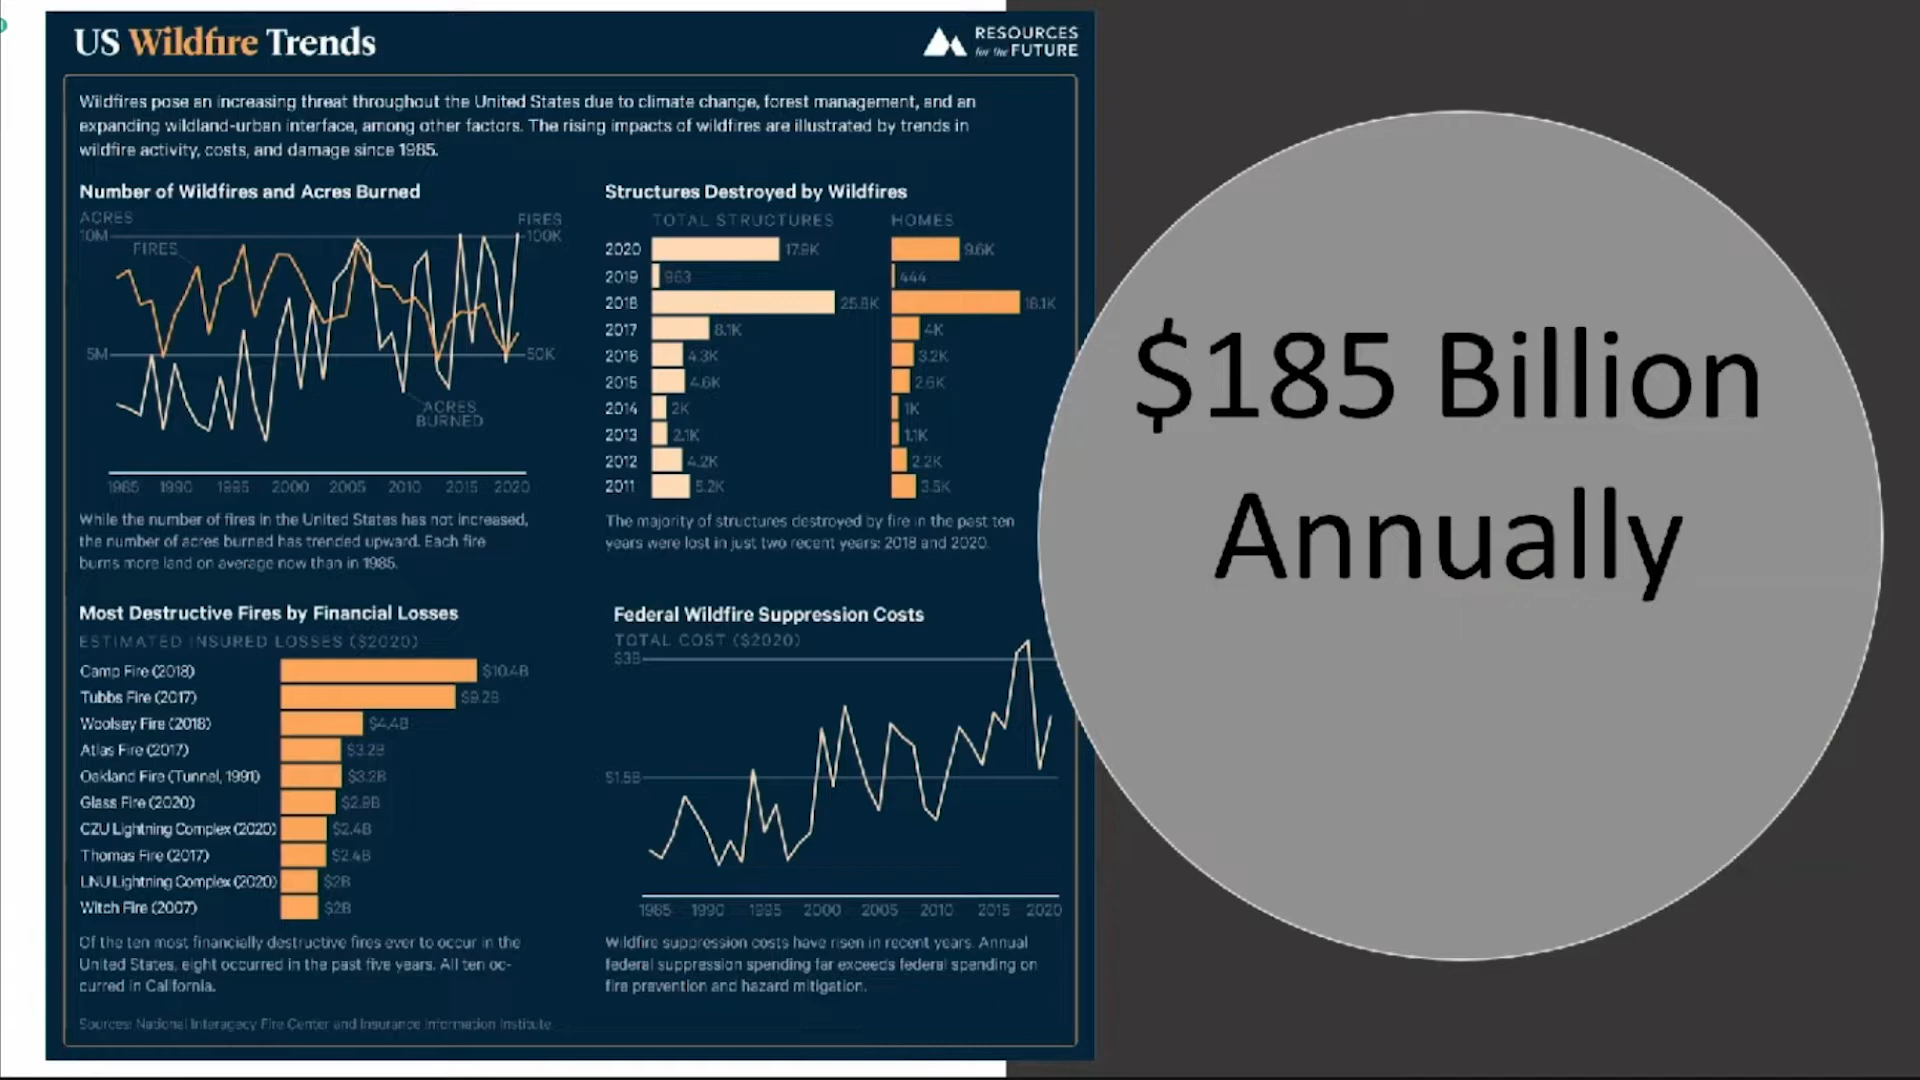 US Wildfire Trends
RESOURCES
for the FUTURE
Wildfires pose an increasing threat throughout the United States due to climate change, forest management, and an
expanding wildland-urban interface, among other factors. The rising impacts of wildfires are illustrated by trends in
wildfire activity, costs, and damage since 1985.
Number of Wildfires and Acres Burned
ACRES
FIRES
10M
100K
FIRES
5M
50K
ACRES
BURNED
1985 1990 1995 2000 2005 2010 2015 2020
While the number of fires in the United States has not increased,
the number of acres burned has trended upward. Each fire
burns more land on average now than in 1985.
Structures Destroyed by Wildfires
TOTAL STRUCTURES HOMES
2020 17.9K 9.6K
2019 963 444
2018 25.8K 18.1K
2017 8.1K 4K
2016 4.3K 3.2K
2015 4.6K 2.6K
2014 2K 1K
2013 2.1K 1.1K
2012 4.2K 2.2K
2011 5.2K 3.5K
The majority of structures destroyed by fire in the past ten
years were lost in just two recent years: 2018 and 2020.
Most Destructive Fires by Financial Losses
ESTIMATED INSURED LOSSES ($2020)
Camp Fire (2018) $10.4B
Tubbs Fire (2017) $9.2B
Woolsey Fire (2018) $4.4B
Atlas Fire (2017) $3.2B
Oakland Fire (Tunnel, 1991) $3.2B
Glass Fire (2020) $2.9B
CZU Lightning Complex (2020) $2.4B
Thomas Fire (2017) $2.4B
LNU Lightning Complex (2020) $2B
Witch Fire (2007) $2B
Of the ten most financially destructive fires ever to occur in the
United States, eight occurred in the past five years. All ten oc-
curred in California.
Federal Wildfire Suppression Costs
TOTAL COST ($2020)
$3B
$1.5B
1985 1990 1995 2000 2005 2010 2015 2020
Wildfire suppression costs have risen in recent years. Annual
federal suppression spending far exceeds federal spending on
fire prevention and hazard mitigation.
Sources: National Interagecy Fire Center and Insurance Information Institute
$185 Billion
Annually